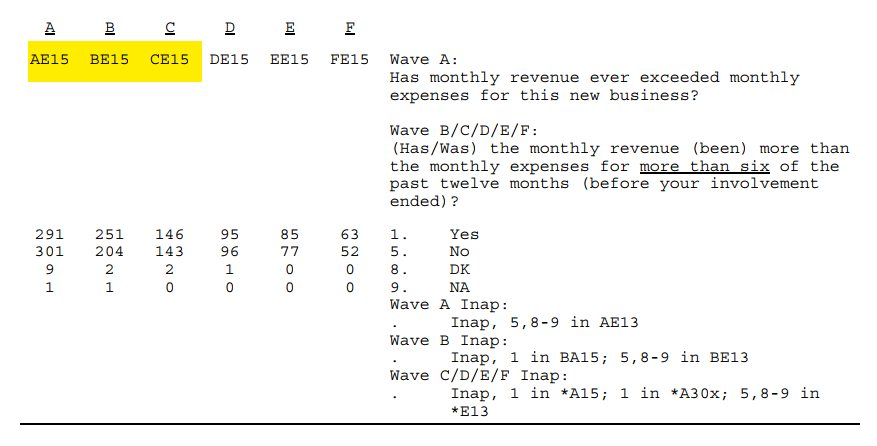 A B C D E F
AE15 BE15 CE15 DE15 EE15 FE15 Wave A:
Has monthly revenue ever exceeded monthly
expenses for this new business?
Wave B/C/D/E/F:
(Has/Was) the monthly revenue (been) more than
the monthly expenses for more than six of the
past twelve months (before your involvement
ended)?
291 251 146 95 85 63 1. Yes
301 204 143 96 77 52 5. No
9 2 2 1 0 0 8. DK
1 1 0 0 0 0 9. NA
Wave A Inap:
. Inap, 5,8-9 in AE13
Wave B Inap:
. Inap, 1 in BA15; 5,8-9 in BE13
Wave C/D/E/F Inap:
. Inap, 1 in *A15; 1 in *A30x; 5,8-9 in
*E13